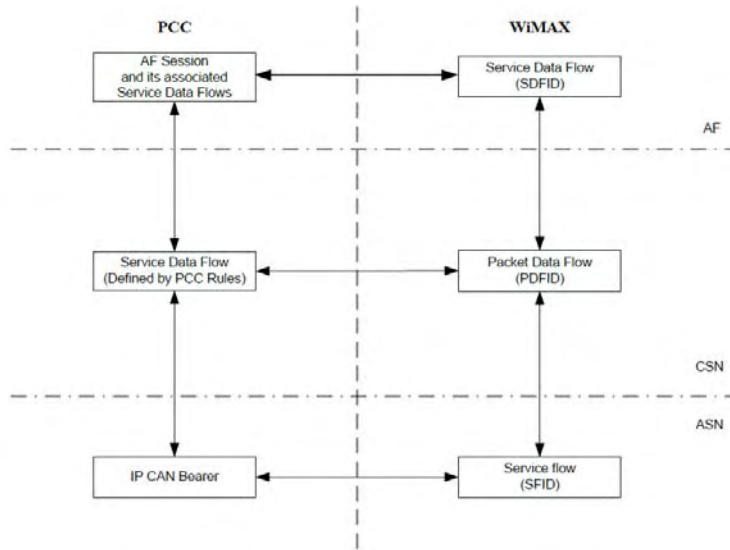 PCC
WiMAX
AF Session
and its associated
Service Data Flows
Service Data Flow
(SDFID)
AF
Service Data Flow
(Defined by PCC Rules)
Packet Data Flow
(PDFID)
CSN
ASN
IP CAN Bearer
Service flow
(SFID)